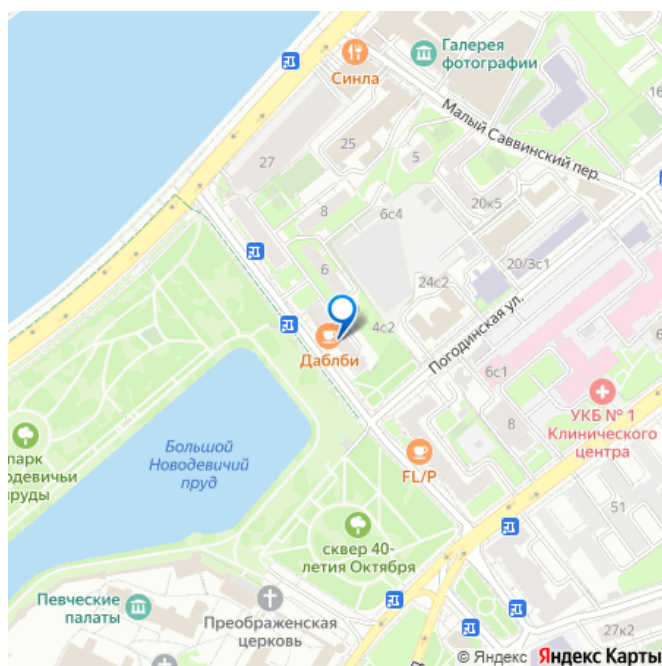 Галерея
фотографии
Синла
Малый Саввинский пер.
25
27
5
16
20к5
8
6с4
20/3с1
6
24с2
4с2
Погодинская ул.
Даблби
6с1
УКБ № 1
Клинического
центра
8
Большой
Новодевичий
пруд
парк
одевичьи
пруды
FL/P
51
сквер 40-
летия Октября
Певческие
палаты
Преображенская
церковь
27к2
© Яндекс Яндекс Карты